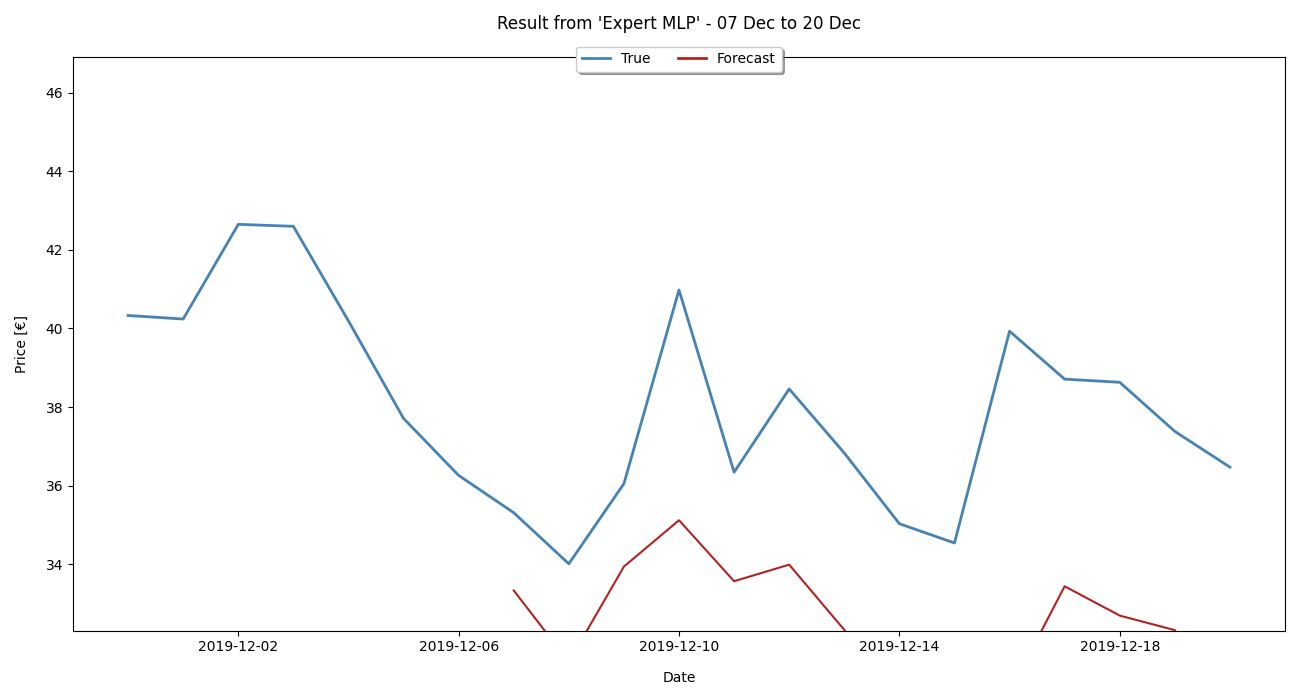 Result from 'Expert MLP' - 07 Dec to 20 Dec
True
Forecast
46
44
42
40
38
36
34
Price [€]
2019-12-02
2019-12-06
2019-12-10
2019-12-14
2019-12-18
Date